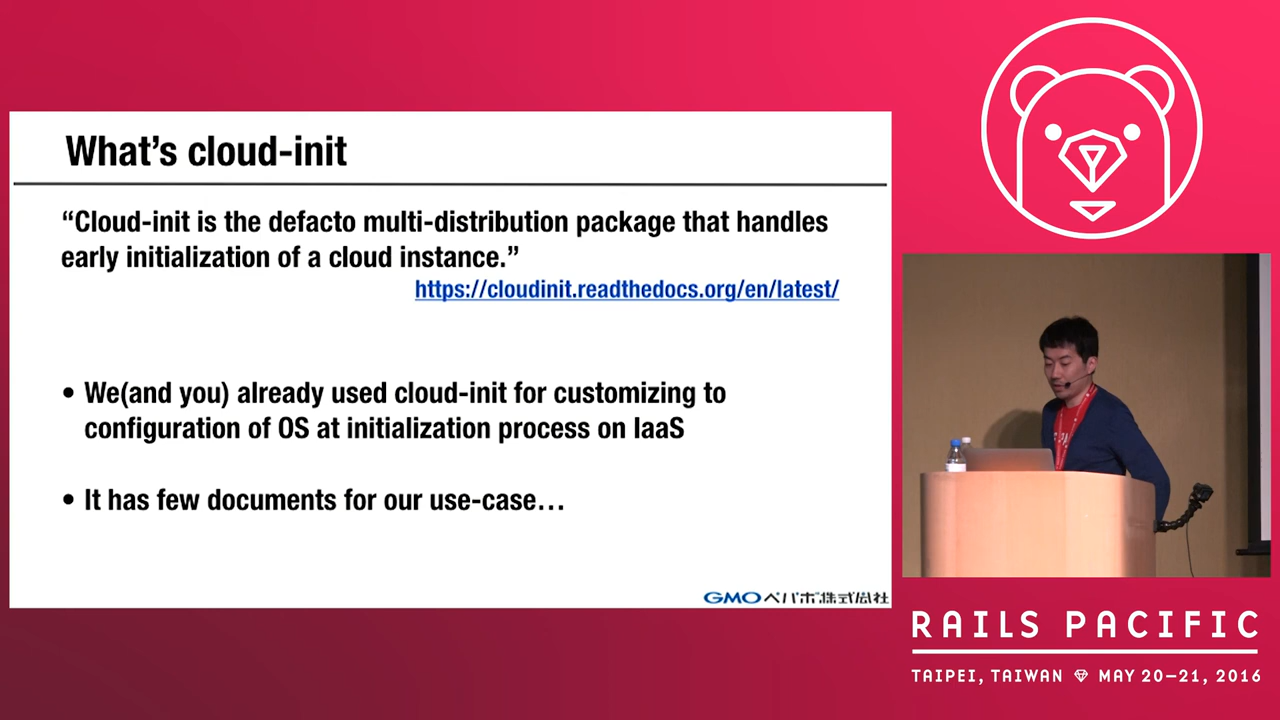 What's cloud-init
“Cloud-init is the defacto multi-distribution package that handles
early initialization of a cloud instance.”
https://cloudinit.readthedocs.org/en/latest/
• We(and you) already used cloud-init for customizing to
configuration of OS at initialization process on IaaS
• It has few documents for our use-case…
GMOペパボ株式会社
RAILS PACIFIC
TAIPEI, TAIWAN MAY 20–21, 2016